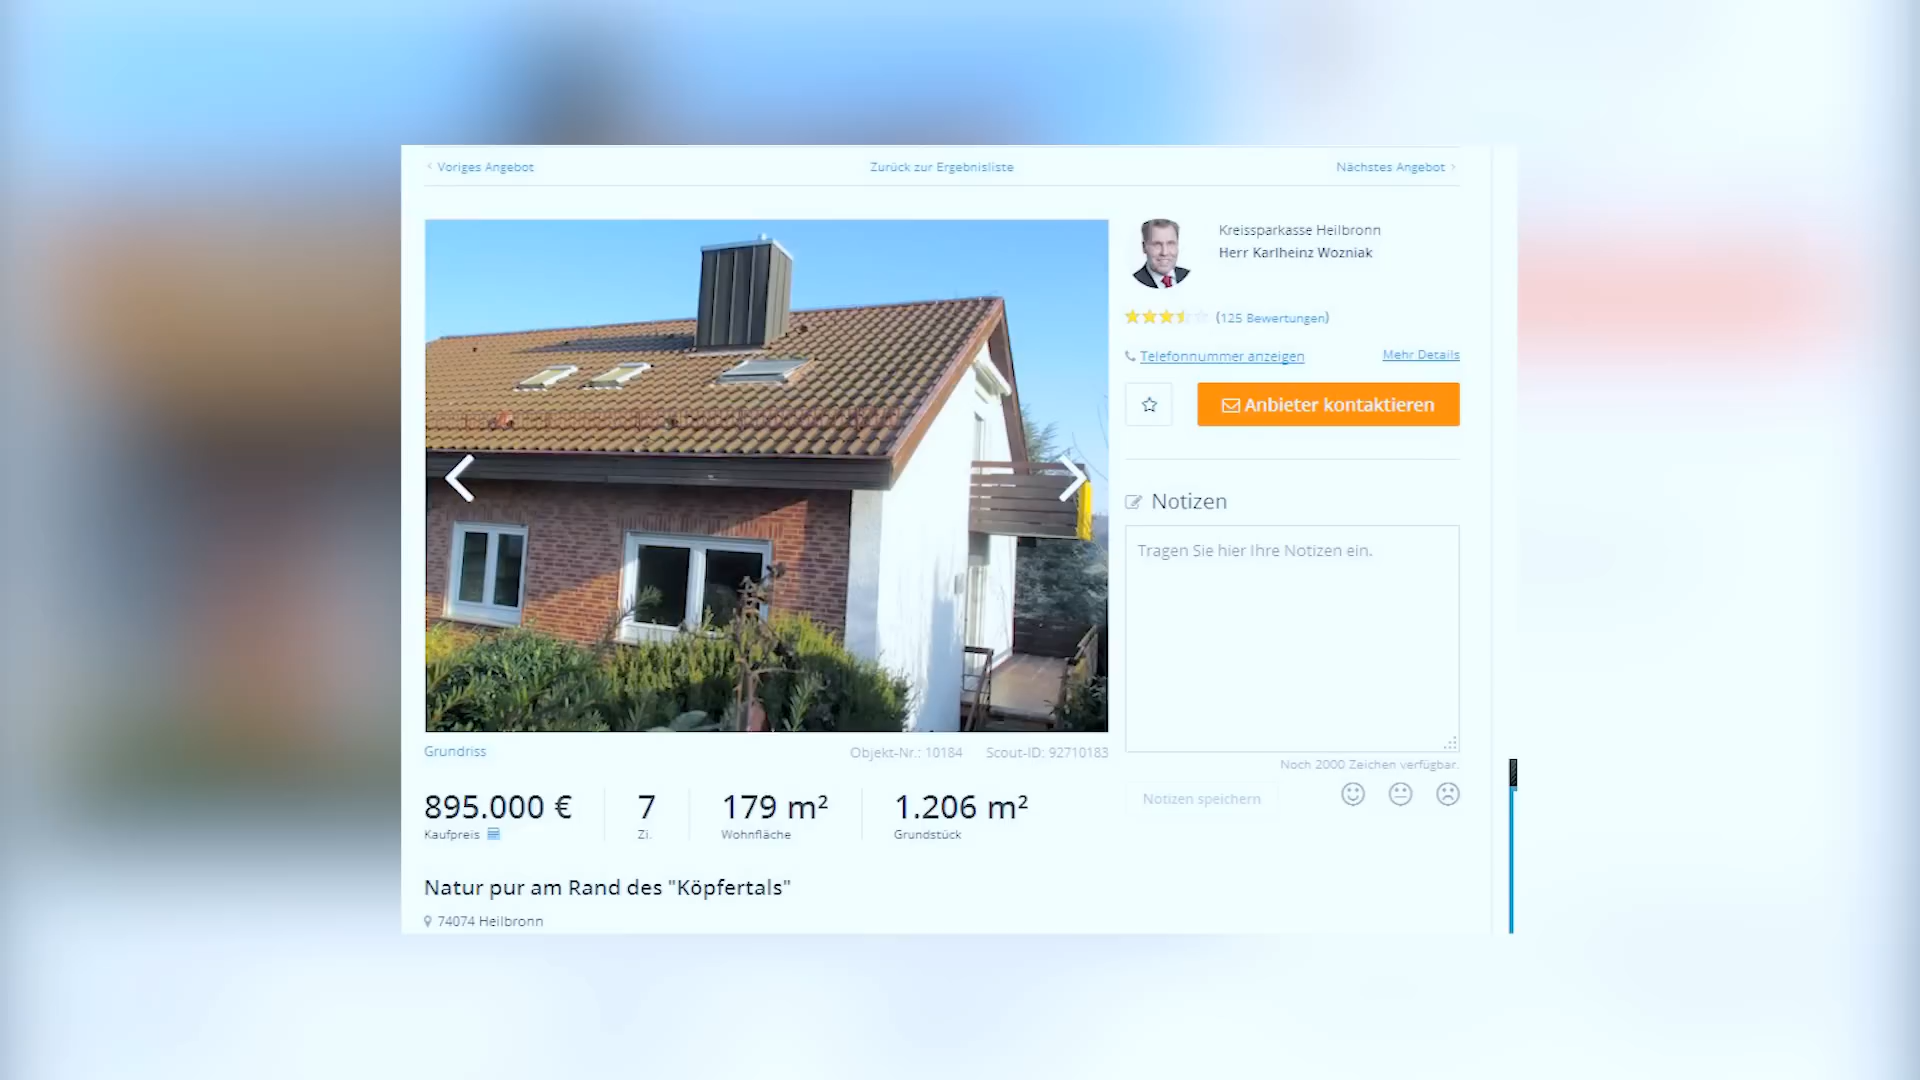 Voriges Angebot
Zurück zur Ergebnisliste
Nächstes Angebot
Kreissparkasse Heilbronn
Herr Karlheinz Wozniak
(125 Bewertungen)
Telefonnummer anzeigen
Mehr Details
Anbieter kontaktieren
Notizen
Tragen Sie hier Ihre Notizen ein.
Noch 2000 Zeichen verfügbar.
Notizen speichern
Grundriss
Objekt-Nr.: 10184
Scout-ID: 92710183
895.000 €
Kaufpreis
7
Zi.
179 m²
Wohnfläche
1.206 m²
Grundstück
Natur pur am Rand des "Köpfertals"
74074 Heilbronn